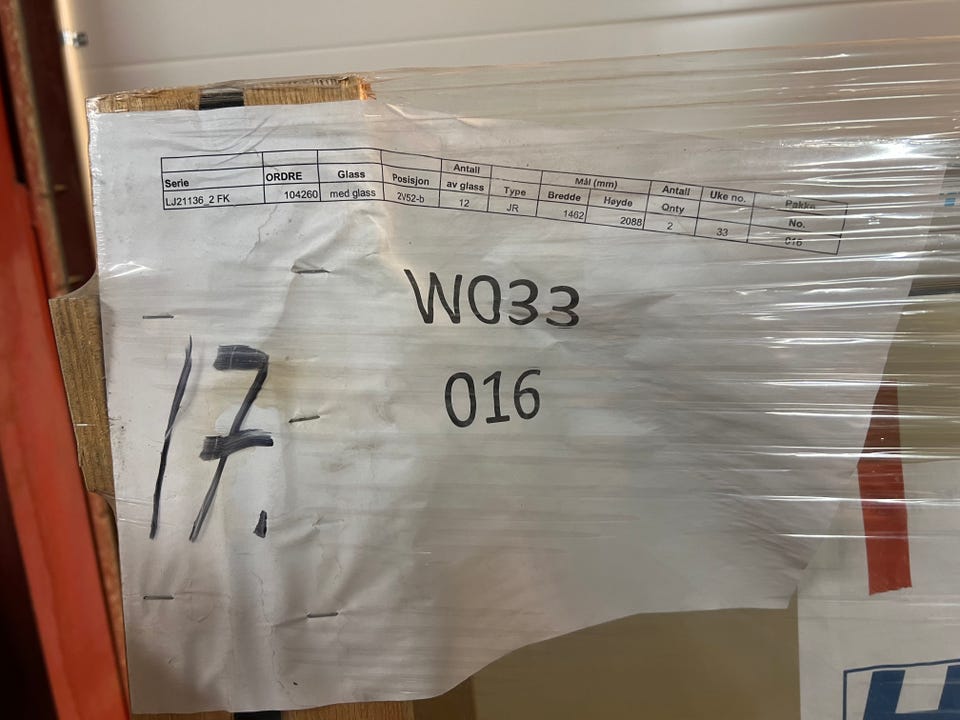 Serie ORDRE Glass Posisjon Antall av glass Type Mål (mm) Bredde Høyde Antall Qnty Uke no. Pakke No.
LJ21136_2 FK 104260 med glass 2V52-b 12 JR 1462 2088 2 33 016
W033
016
17.